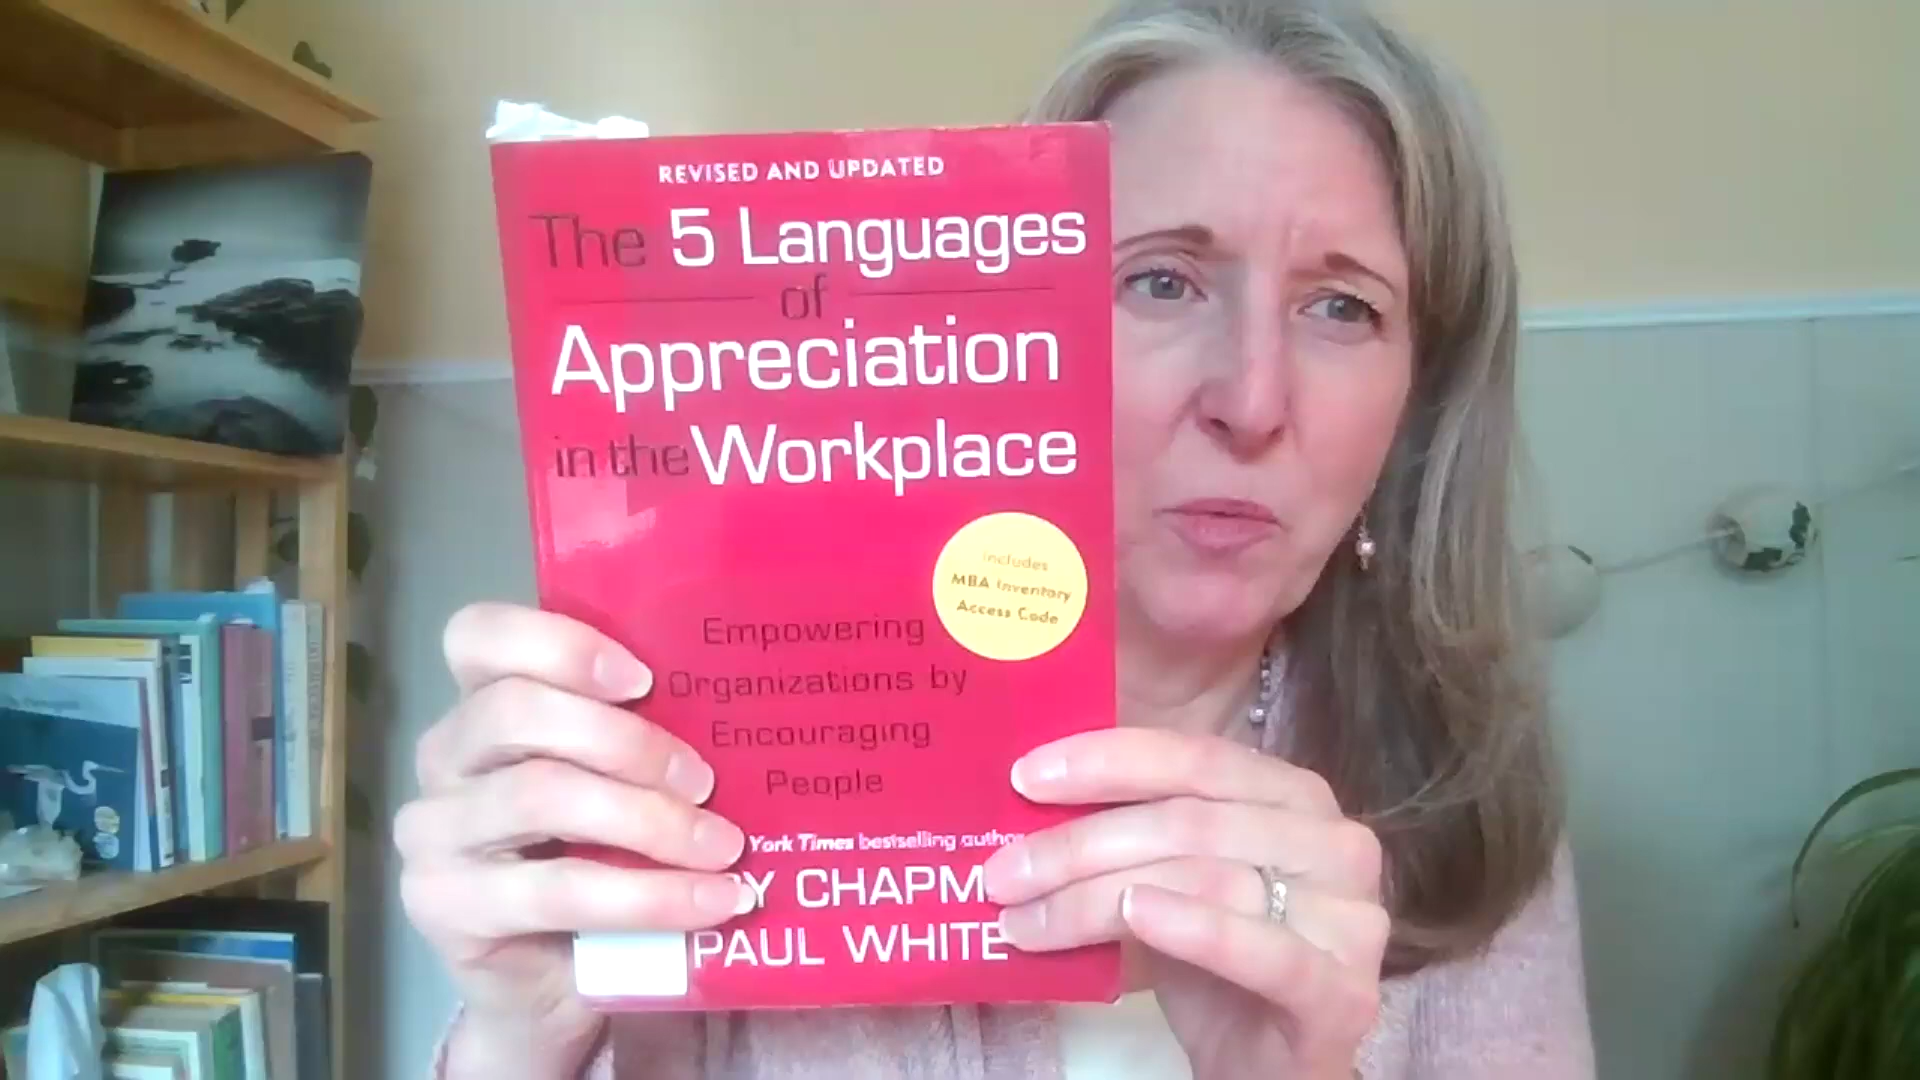 REVISED AND UPDATED
The 5 Languages
of
Appreciation
in the Workplace
Includes
MBA Inventory
Access Code
Empowering
Organizations by
Encouraging
People
York Times bestselling author
RY CHAPM
PAUL WHITE